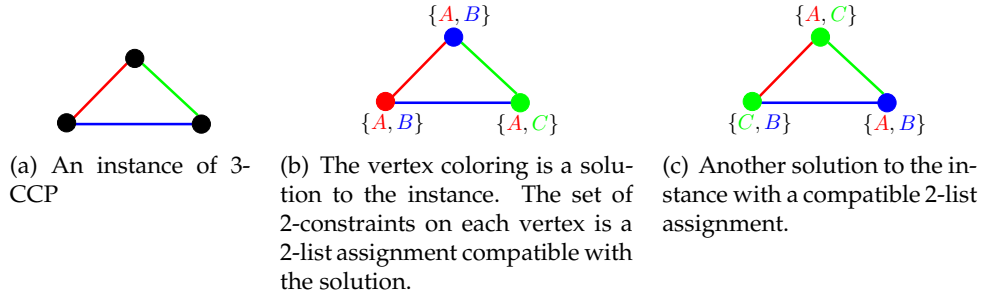 {A, B}
{A, C}
{A, B}
{A, C}
{C, B}
{A, B}
(a) An instance of 3-
CCP
(b) The vertex coloring is a solu-
tion to the instance. The set of
2-constraints on each vertex is a
2-list assignment compatible with
the solution.
(c) Another solution to the in-
stance with a compatible 2-list
assignment.